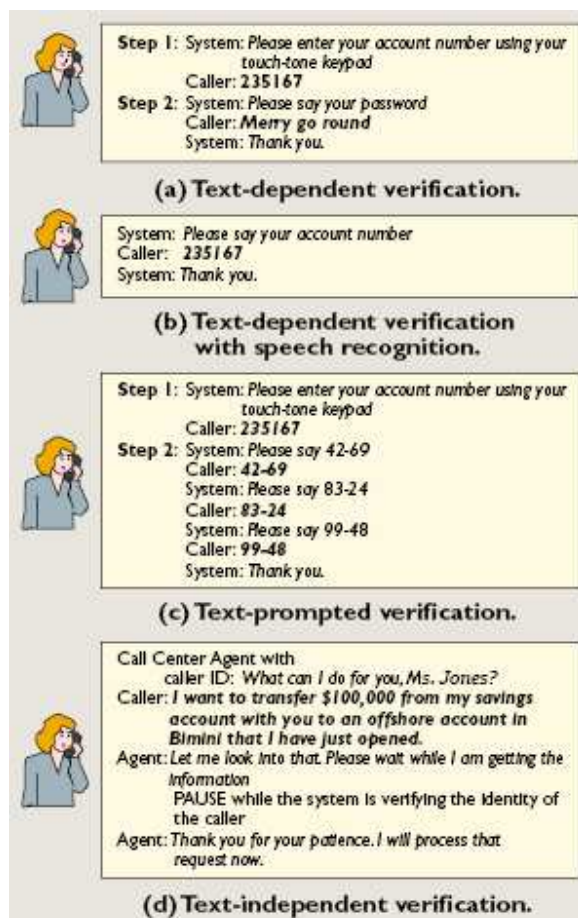 Step 1: System: Please enter your account number using your
touch-tone keypad
Caller: 235167
Step 2: System: Please say your password
Caller: Merry go round
System: Thank you.
(a) Text-dependent verification.
System: Please say your account number
Caller: 235167
System: Thank you.
(b) Text-dependent verification
with speech recognition.
Step 1: System: Please enter your account number using your
touch-tone keypad
Caller: 235167
Step 2: System: Please say 42-69
Caller: 42-69
System: Please say 83-24
Caller: 83-24
System: Please say 99-48
Caller: 99-48
System: Thank you.
(c) Text-prompted verification.
Call Center Agent with
caller ID: What can I do for you, Ms. Jones?
Caller: I want to transfer $100,000 from my savings
account with you to an offshore account in
Bimini that I have just opened.
Agent: Let me look into that. Please wait while I am getting the
information
PAUSE while the system is verifying the identity of
the caller
Agent: Thank you for your patience. I will process that
request now.
(d) Text-independent verification.